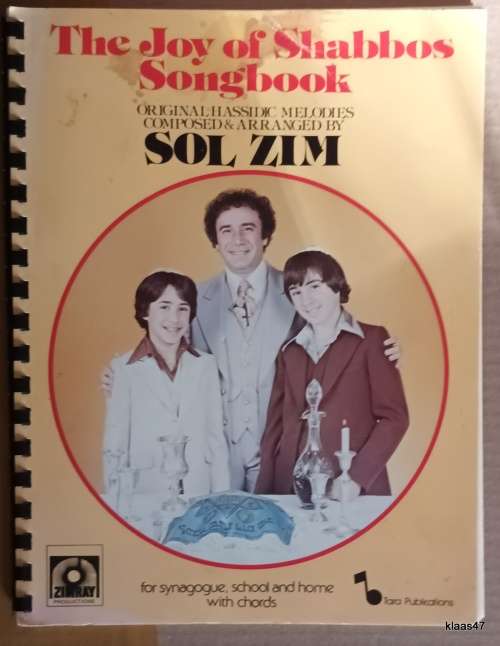 The Joy of Shabbos
Songbook
ORIGINAL HASSIDIC MELODIES
COMPOSED & ARRANGED BY
SOL ZIM
ZIMRAY
PRODUCTIONS
for synagogue, school and home
with chords
Tara Publications
klaas47